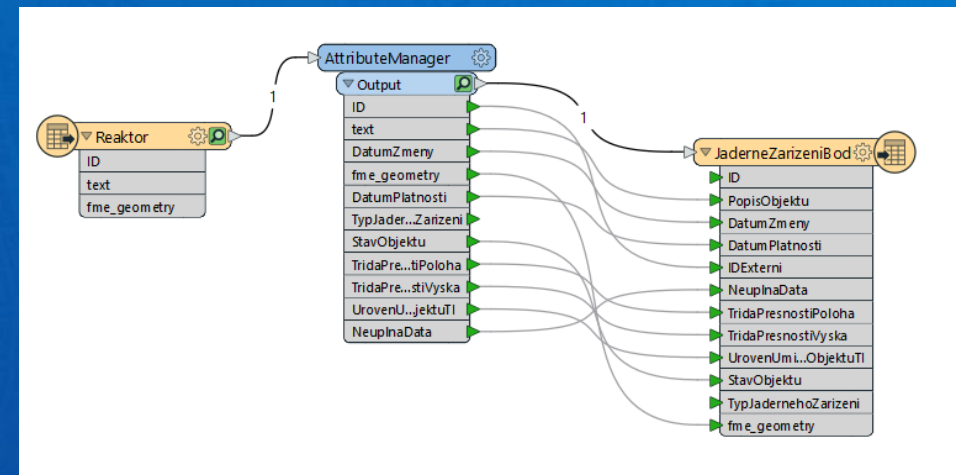 Reaktor
ID
text
fme_geometry
1
AttributeManager
Output
ID
text
DatumZmeny
fme_geometry
DatumPlatnosti
TypJader...Zarizeni
StavObjektu
TridaPre...tiPoloha
TridaPre...stiVyska
UrovenU...jektuTI
NeuplnaData
1
JaderneZarizeniBod
ID
PopisObjektu
DatumZmeny
DatumPlatnosti
IDExterni
NeuplnaData
TridaPresnostiPoloha
TridaPresnostiVyska
UrovenUmi...ObjektuTI
StavObjektu
TypJadernehoZarizeni
fme_geometry